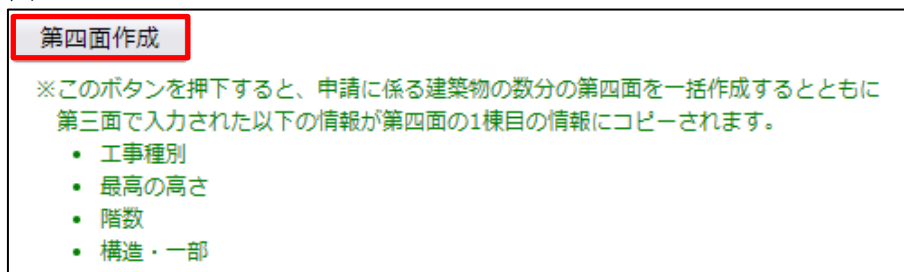 第四面作成
※このボタンを押下すると、申請に係る建築物の数分の第四面を一括作成するとともに
第三面で入力された以下の情報が第四面の1棟目の情報にコピーされます。
• 工事種別
• 最高の高さ
• 階数
• 構造・一部